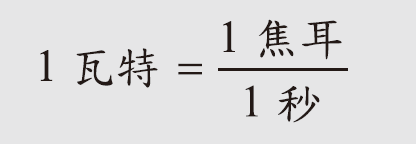 1 瓦特 = 1 焦耳 / 1 秒